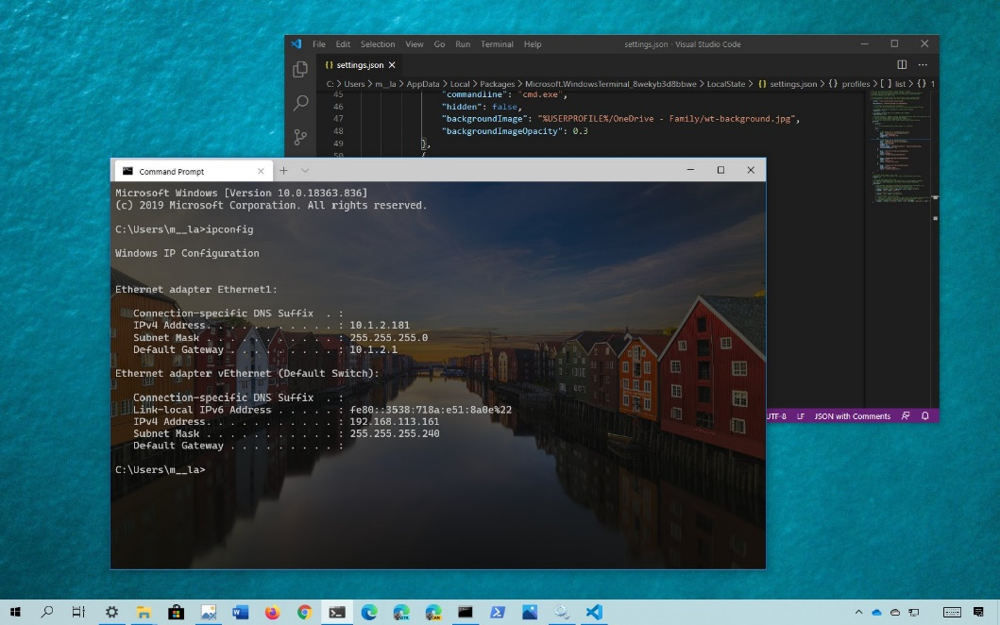 File Edit Selection View Go Run Terminal Help settings.json - Visual Studio Code
{} settings.json
C: > Users > m__la > AppData > Local > Packages > Microsoft.WindowsTerminal_8wekyb3d8bbwe > LocalState > {} settings.json > {} profiles > [ ] list > {} 1
45 "commandline": "cmd.exe",
46 "hidden": false,
47 "backgroundImage": "%USERPROFILE%/OneDrive - Family/wt-background.jpg",
48 "backgroundImageOpacity": 0.3
49 },
50 {
Command Prompt
Microsoft Windows [Version 10.0.18363.836]
(c) 2019 Microsoft Corporation. All rights reserved.
C:\Users\m__la>ipconfig
Windows IP Configuration
Ethernet adapter Ethernet1:
Connection-specific DNS Suffix . :
IPv4 Address. . . . . . . . . . . : 10.1.2.181
Subnet Mask . . . . . . . . . . . : 255.255.255.0
Default Gateway . . . . . . . . . : 10.1.2.1
Ethernet adapter vEthernet (Default Switch):
Connection-specific DNS Suffix . :
Link-local IPv6 Address . . . . . : fe80::3538:718a:e51:8a0e%22
IPv4 Address. . . . . . . . . . . : 192.168.113.161
Subnet Mask . . . . . . . . . . . : 255.255.255.240
Default Gateway . . . . . . . . . :
C:\Users\m__la>
UTF-8 LF JSON with Comments